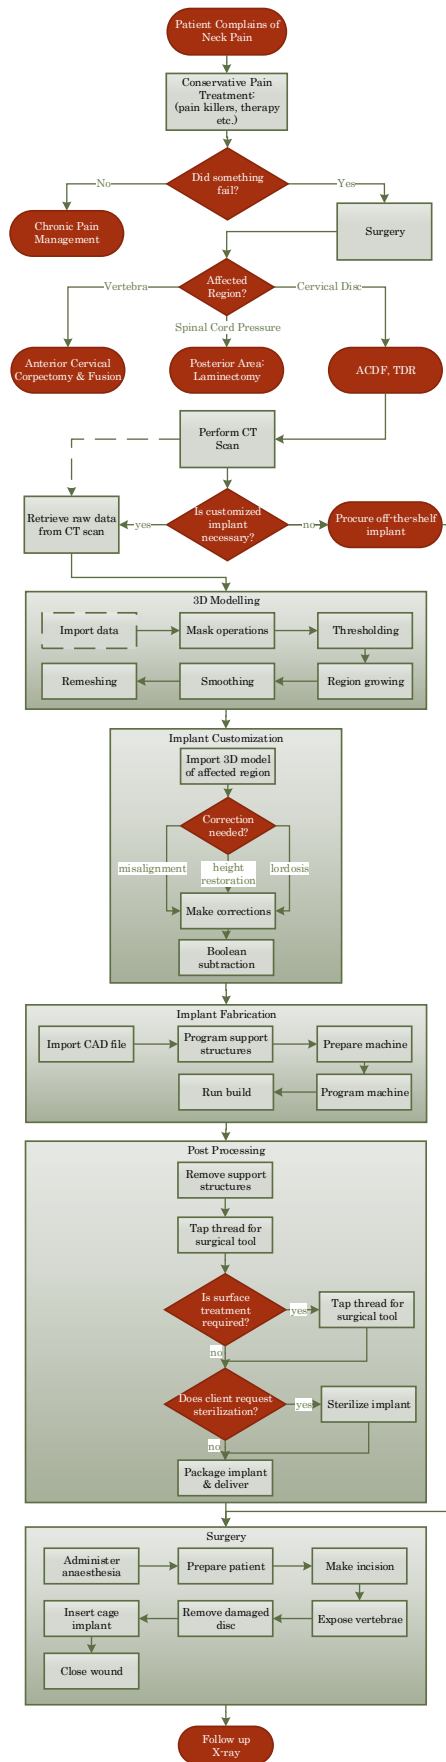 Patient Complains of
Neck Pain
Conservative Pain
Treatment:
(pain killers, therapy
etc.)
Did something
fail?
No
Yes
Chronic Pain
Management
Surgery
Affected
Region?
Vertebra
Cervical Disc
Spinal Cord Pressure
Anterior Cervical
Corpectomy & Fusion
Posterior Area:
Laminectomy
ACDF, TDR
Perform CT
Scan
Retrieve raw data
from CT scan
yes
Is customized
implant
necessary?
no
Procure off-the-shelf
implant
3D Modelling
Import data
Mask operations
Thresholding
Remeshing
Smoothing
Region growing
Implant Customization
Import 3D model
of affected region
Correction
needed?
misalignment
height
restoration
lordosis
Make corrections
Boolean
subtraction
Implant Fabrication
Import CAD file
Program support
structures
Prepare machine
Run build
Program machine
Post Processing
Remove support
structures
Tap thread for
surgical tool
Is surface
treatment
required?
yes
Tap thread for
surgical tool
no
Does client request
sterilization?
yes
Sterilize implant
no
Package implant
& deliver
Surgery
Administer
anaesthesia
Prepare patient
Make incision
Insert cage
implant
Remove damaged
disc
Expose vertebrae
Close wound
Follow up
X-ray